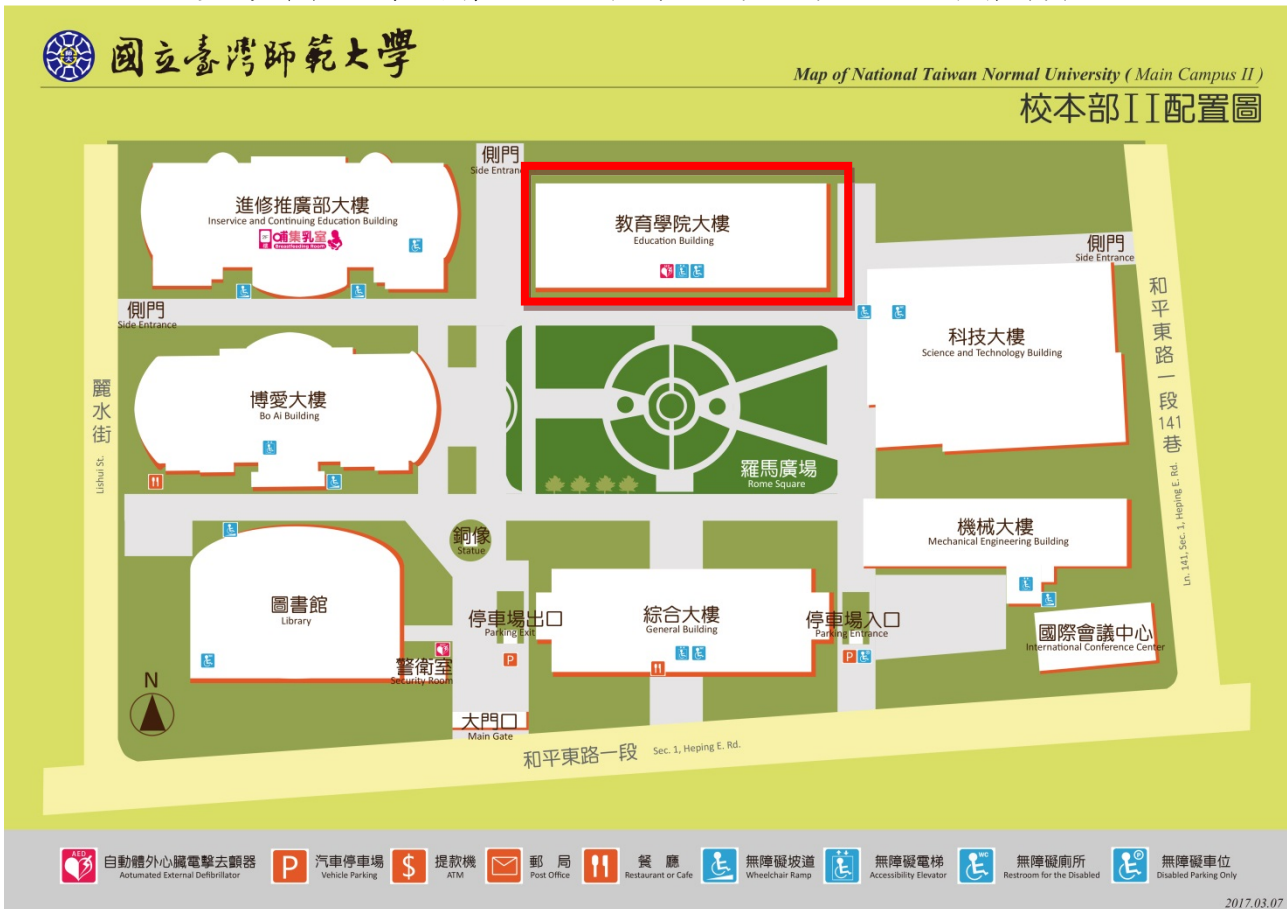 國立臺灣師範大學
Map of National Taiwan Normal University ( Main Campus II )
校本部II配置圖
側門
Side Entrance
進修推廣部大樓
Inservice and Continuing Education Building
哺集乳室
Breastfeeding Room
教育學院大樓
Education Building
側門
Side Entrance
側門
Side Entrance
和平東路一段141巷
Ln. 141, Sec. 1, Heping E. Rd.
科技大樓
Science and Technology Building
麗水街
Lishui St.
博愛大樓
Bo Ai Building
羅馬廣場
Rome Square
銅像
Statue
機械大樓
Mechanical Engineering Building
圖書館
Library
停車場出口
Parking Exit
P
綜合大樓
General Building
停車場入口
Parking Entrance
P
國際會議中心
International Conference Center
警衛室
Security Room
N
大門口
Main Gate
和平東路一段 Sec. 1, Heping E. Rd.
AED
自動體外心臟電擊去顫器
Aotumated External Defibrillator
P
汽車停車場
Vehicle Parking
$
提款機
ATM
郵 局
Post Office
餐 廳
Restaurant or Cafe
無障礙坡道
Wheelchair Ramp
無障礙電梯
Accessibility Elevator
WC
無障礙廁所
Restroom for the Disabled
P
無障礙車位
Disabled Parking Only
2017.03.07